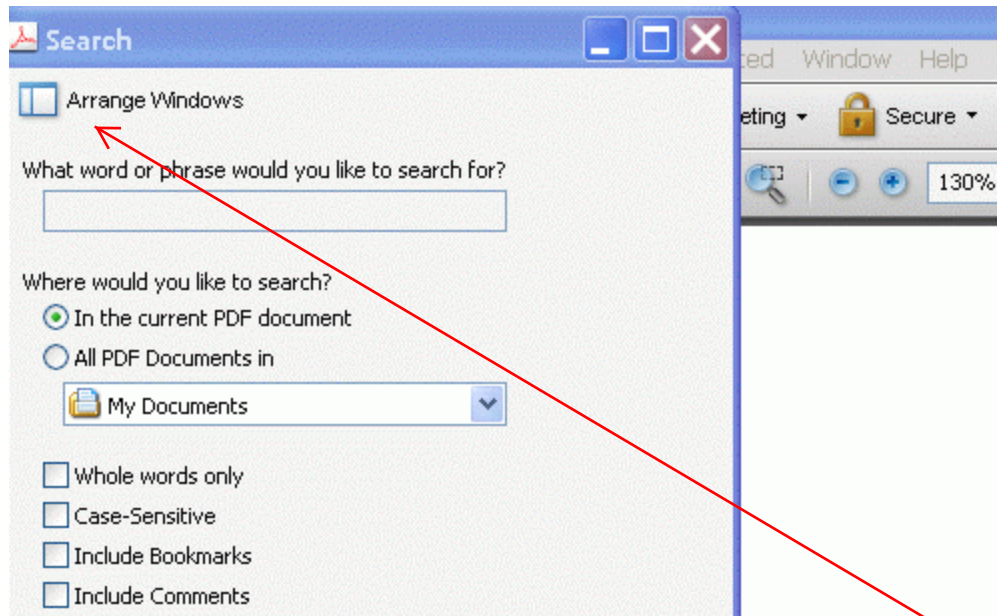 Search
ted Window Help
Arrange Windows
eting Secure
What word or phrase would you like to search for?
130%
Where would you like to search?
In the current PDF document
All PDF Documents in
My Documents
Whole words only
Case-Sensitive
Include Bookmarks
Include Comments